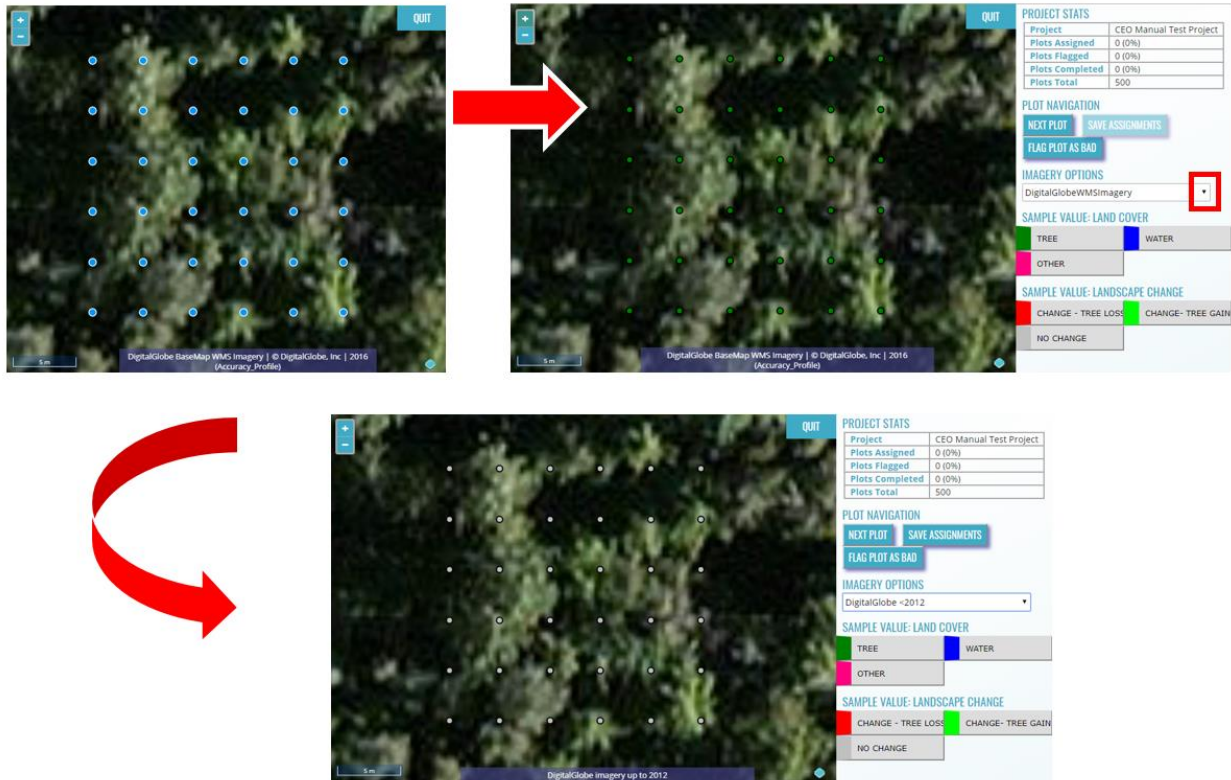 +
-
QUIT
5 m
DigitalGlobe BaseMap WMS Imagery | © DigitalGlobe, Inc | 2016
(Accuracy_Profile)
+
-
QUIT
5 m
DigitalGlobe BaseMap WMS Imagery | © DigitalGlobe, Inc | 2016
(Accuracy_Profile)
PROJECT STATS
Project CEO Manual Test Project
Plots Assigned 0 (0%)
Plots Flagged 0 (0%)
Plots Completed 0 (0%)
Plots Total 500
PLOT NAVIGATION
NEXT PLOT SAVE ASSIGNMENTS
FLAG PLOT AS BAD
IMAGERY OPTIONS
DigitalGlobeWMSImagery
SAMPLE VALUE: LAND COVER
TREE WATER
OTHER
SAMPLE VALUE: LANDSCAPE CHANGE
CHANGE - TREE LOSS CHANGE- TREE GAIN
NO CHANGE
+
-
QUIT
5 m
DigitalGlobe imagery up to 2012
PROJECT STATS
Project CEO Manual Test Project
Plots Assigned 0 (0%)
Plots Flagged 0 (0%)
Plots Completed 0 (0%)
Plots Total 500
PLOT NAVIGATION
NEXT PLOT SAVE ASSIGNMENTS
FLAG PLOT AS BAD
IMAGERY OPTIONS
DigitalGlobe <2012
SAMPLE VALUE: LAND COVER
TREE WATER
OTHER
SAMPLE VALUE: LANDSCAPE CHANGE
CHANGE - TREE LOSS CHANGE- TREE GAIN
NO CHANGE